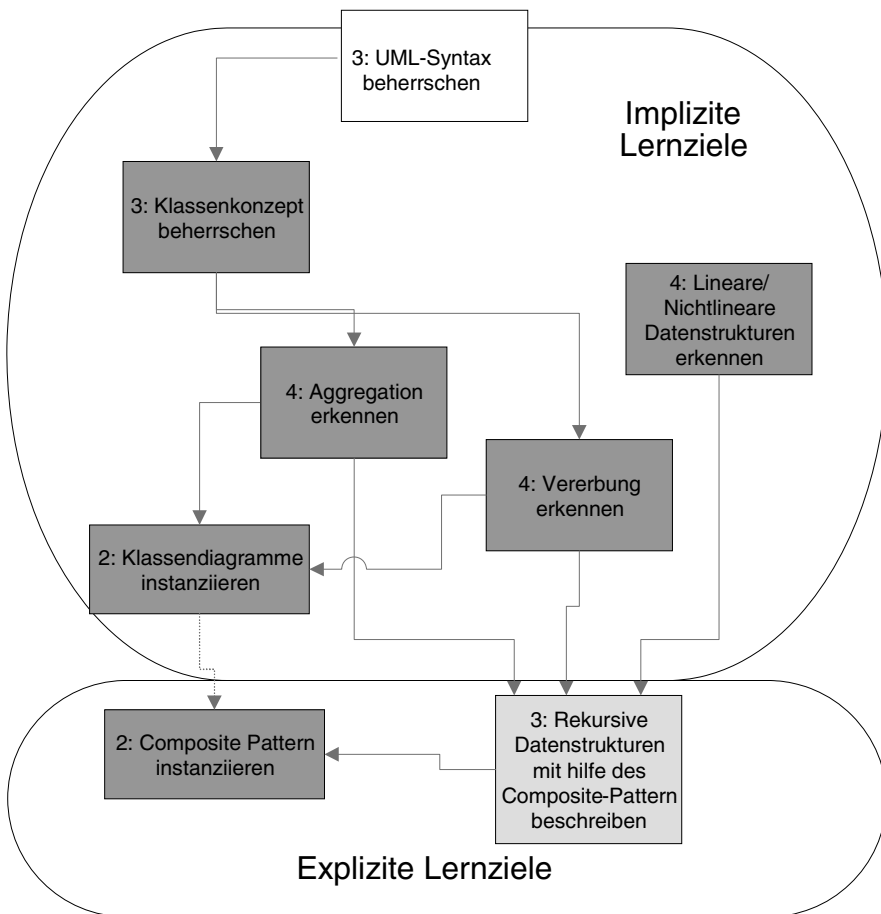 3: UML-Syntax
beherrschen
Implizite
Lernziele
3: Klassenkonzept
beherrschen
4: Lineare/
Nichtlineare
Datenstrukturen
erkennen
4: Aggregation
erkennen
4: Vererbung
erkennen
2: Klassendiagramme
instanziieren
2: Composite Pattern
instanziieren
3: Rekursive
Datenstrukturen
mit hilfe des
Composite-Pattern
beschreiben
Explizite Lernziele